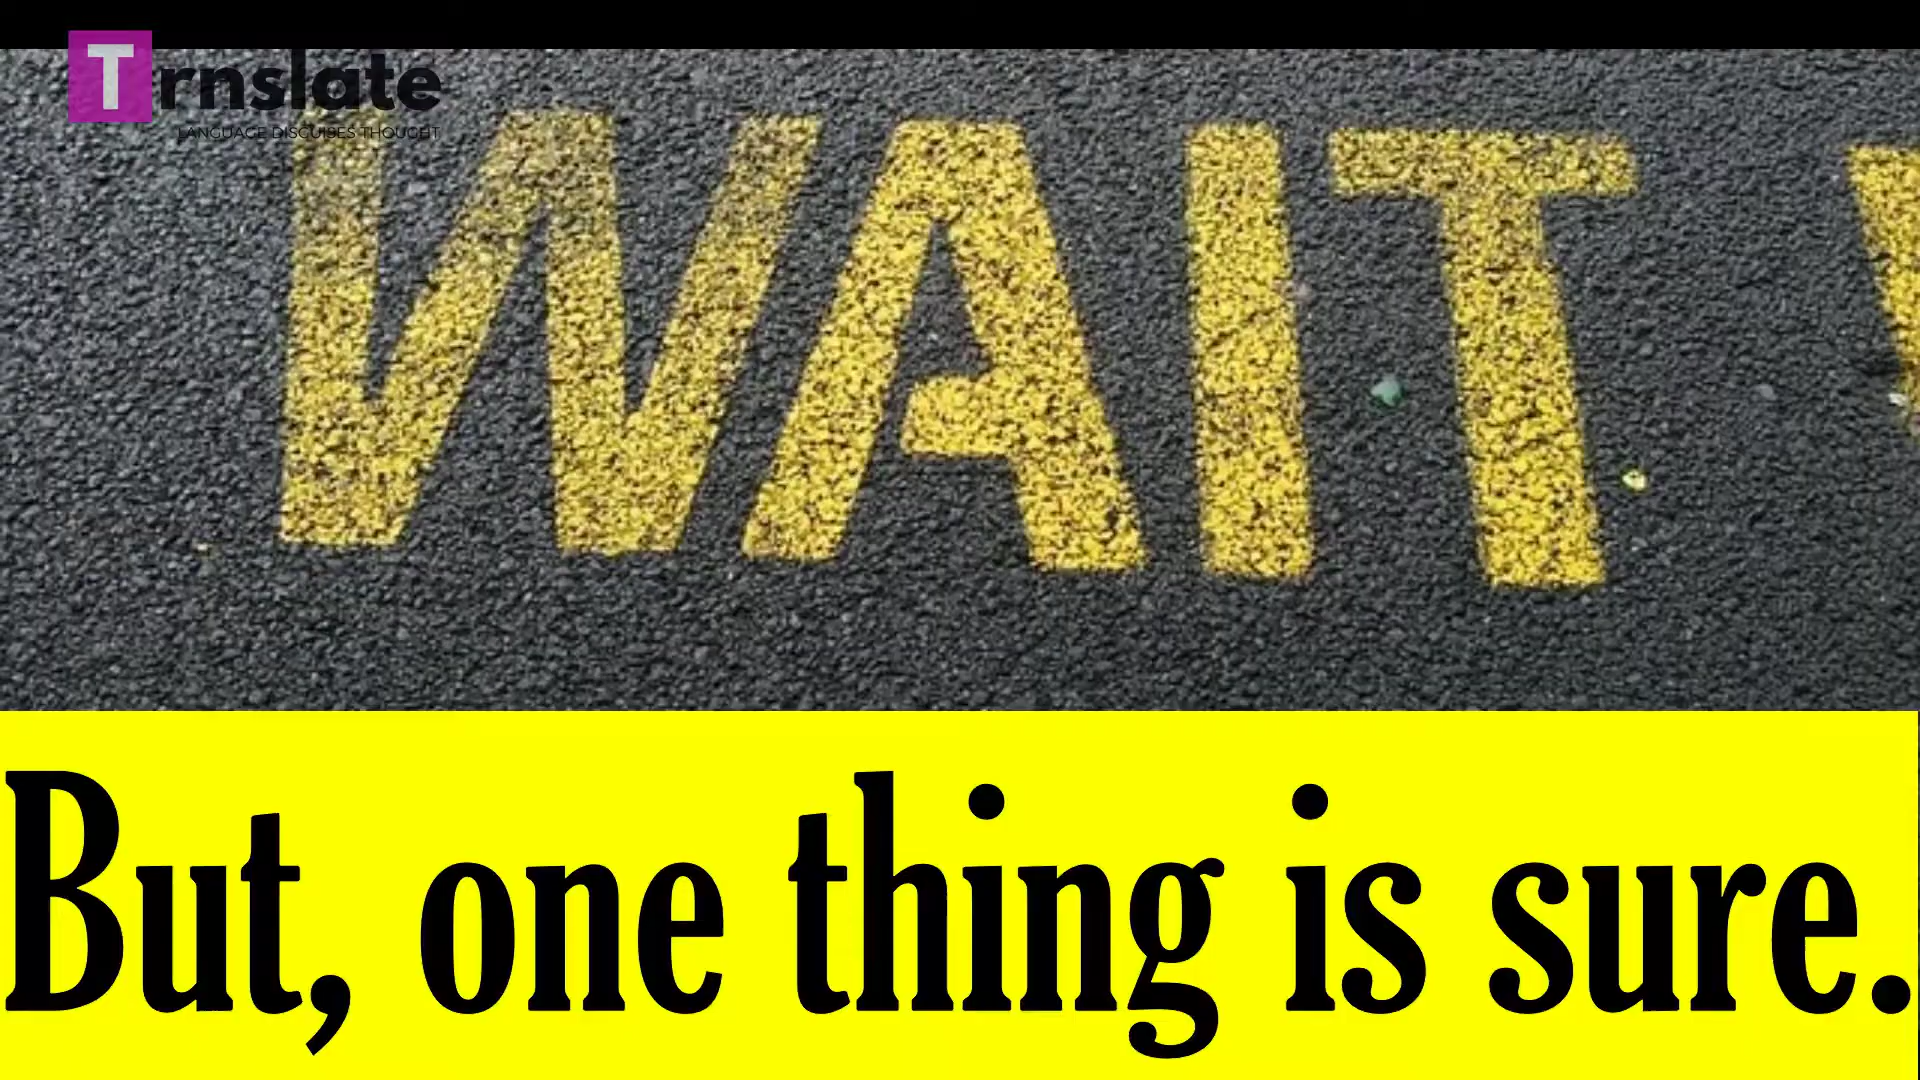 Trnslate
LANGUAGE DISGUISES THOUGHT
WAIT
But, one thing is sure.